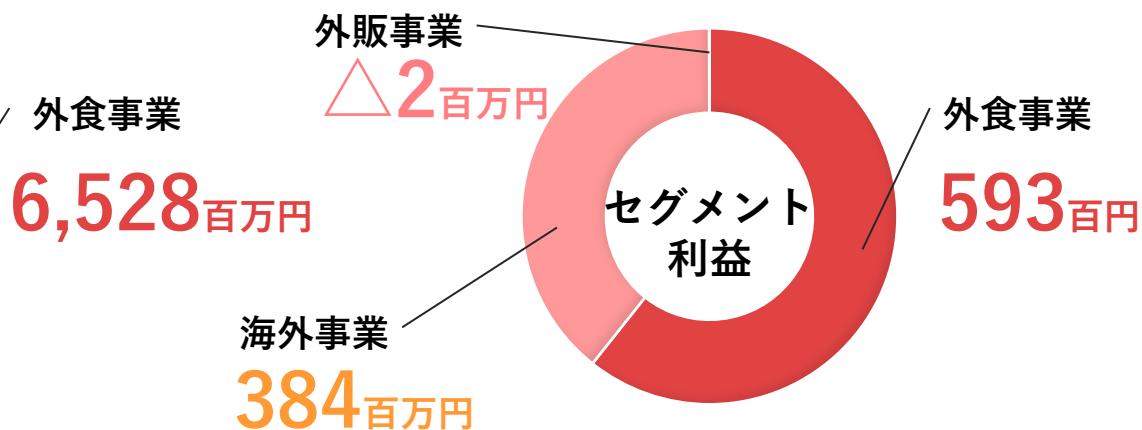 外販事業
△2百万円
外食事業
6,528百万円
外食事業
593百円
セグメント
利益
海外事業
384百万円